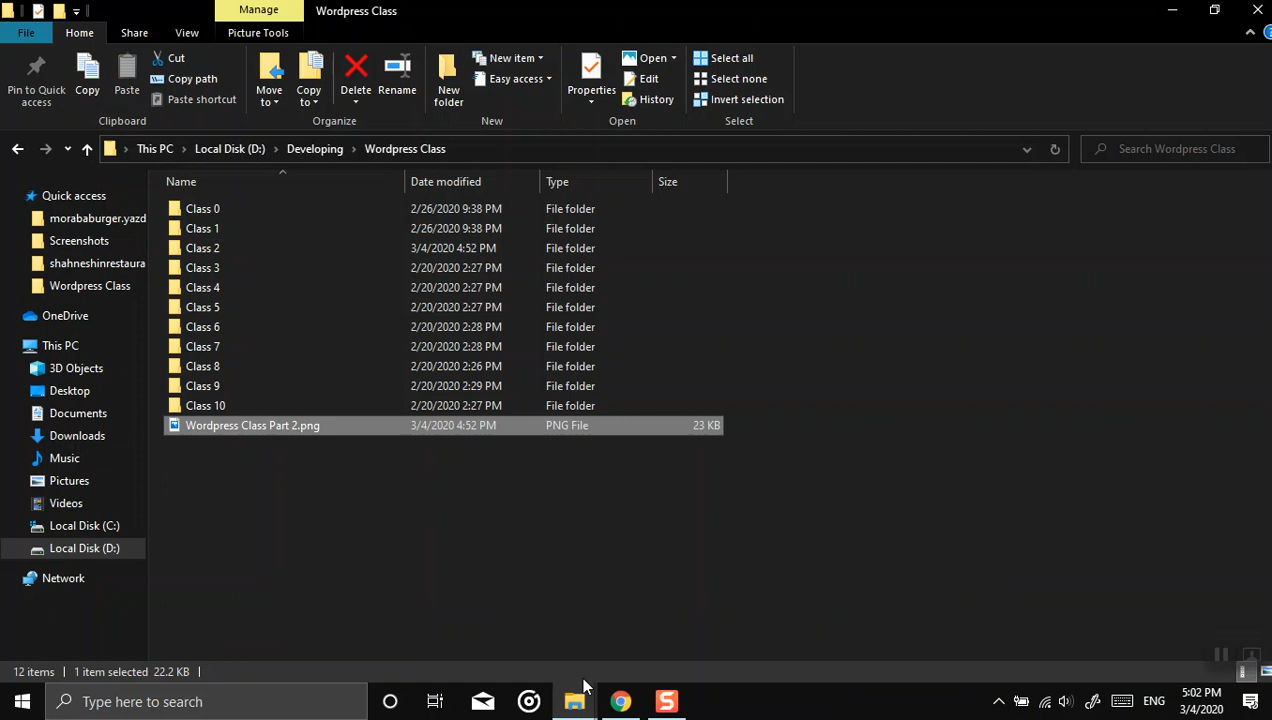 Manage
Wordpress Class
File
Home
Share
View
Picture Tools
Pin to Quick access
Copy
Paste
Cut
Copy path
Paste shortcut
Clipboard
Move to
Copy to
Delete
Rename
Organize
New folder
New item
Easy access
New
Properties
Open
Edit
History
Open
Select all
Select none
Invert selection
Select
This PC > Local Disk (D:) > Developing > Wordpress Class
Search Wordpress Class
Name Date modified Type Size
Quick access
morababurger.yazd
Screenshots
shahneshinrestaura
Wordpress Class
OneDrive
This PC
3D Objects
Desktop
Documents
Downloads
Music
Pictures
Videos
Local Disk (C:)
Local Disk (D:)
Network
Class 0 2/26/2020 9:38 PM File folder
Class 1 2/26/2020 9:38 PM File folder
Class 2 3/4/2020 4:52 PM File folder
Class 3 2/20/2020 2:27 PM File folder
Class 4 2/20/2020 2:27 PM File folder
Class 5 2/20/2020 2:27 PM File folder
Class 6 2/20/2020 2:28 PM File folder
Class 7 2/20/2020 2:28 PM File folder
Class 8 2/20/2020 2:26 PM File folder
Class 9 2/20/2020 2:29 PM File folder
Class 10 2/20/2020 2:27 PM File folder
Wordpress Class Part 2.png 3/4/2020 4:52 PM PNG File 23 KB
12 items 1 item selected 22.2 KB
Type here to search
S
ENG
5:02 PM
3/4/2020